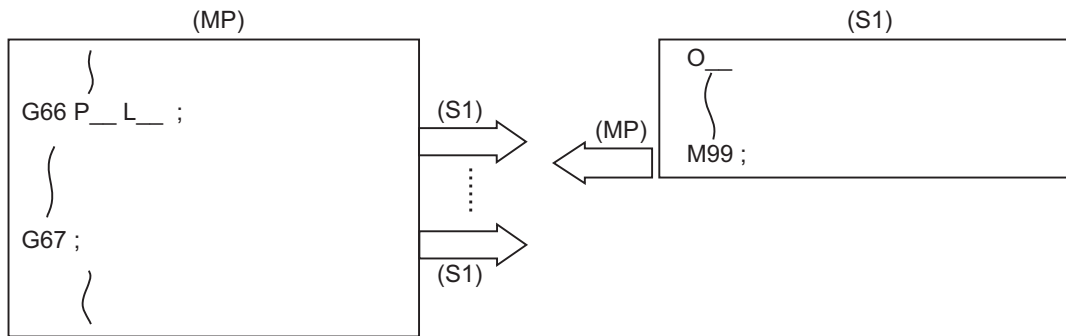 (MP)
G66 P__ L__ ;
G67 ;
(S1)
(S1)
(MP)
(S1)
O__
M99 ;